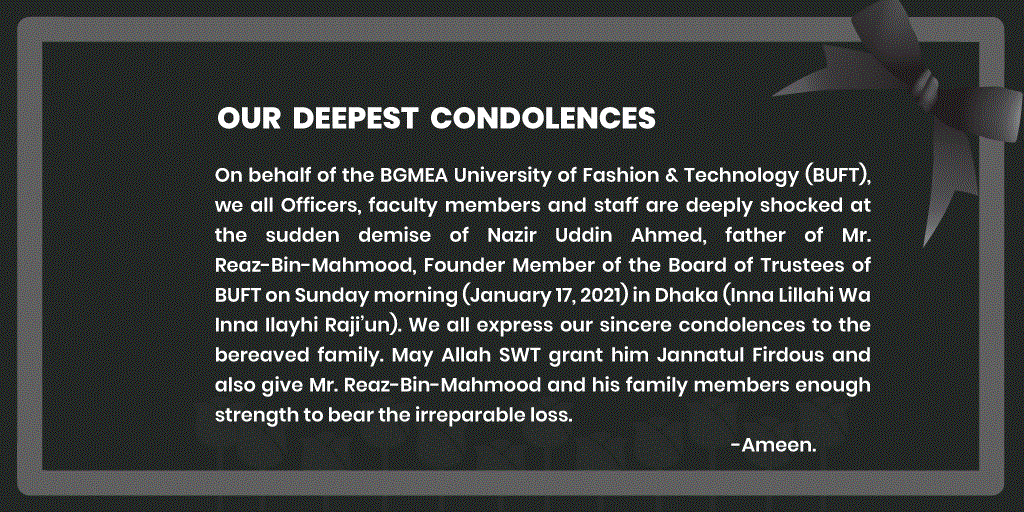 OUR DEEPEST CONDOLENCES
On behalf of the BGMEA University of Fashion & Technology (BUFT),
we all Officers, faculty members and staff are deeply shocked at
the sudden demise of Nazir Uddin Ahmed, father of Mr.
Reaz-Bin-Mahmood, Founder Member of the Board of Trustees of
BUFT on Sunday morning (January 17, 2021) in Dhaka (Inna Lillahi Wa
Inna Ilayhi Raji'un). We all express our sincere condolences to the
bereaved family. May Allah SWT grant him Jannatul Firdous and
also give Mr. Reaz-Bin-Mahmood and his family members enough
strength to bear the irreparable loss.
-Ameen.